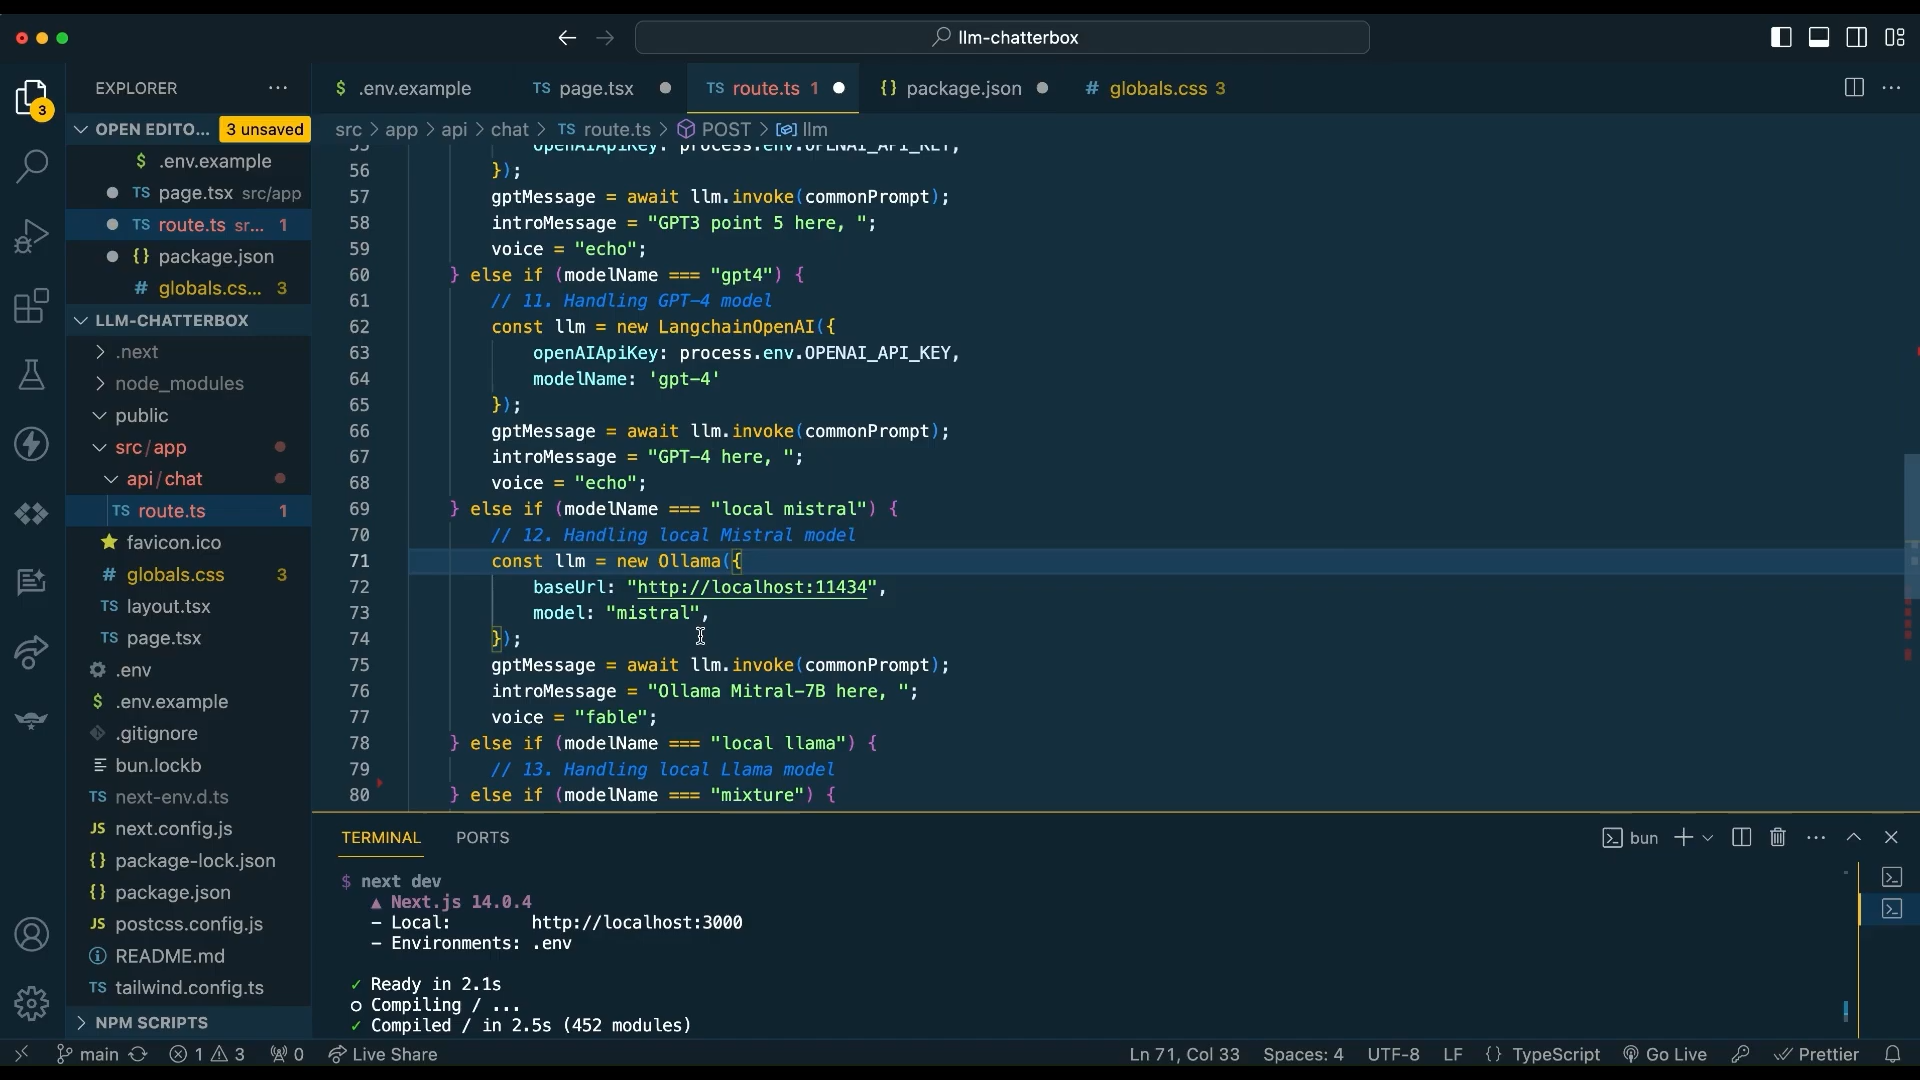 llm-chatterbox
EXPLORER
$ .env.example
TS page.tsx
TS route.ts 1
{} package.json
# globals.css 3
3
OPEN EDITO... 3 unsaved
$ .env.example
TS page.tsx src/app
TS route.ts sr... 1
{} package.json
# globals.cs... 3
LLM-CHATTERBOX
.next
node_modules
public
src/app
api/chat
TS route.ts 1
favicon.ico
# globals.css 3
TS layout.tsx
TS page.tsx
.env
$ .env.example
.gitignore
bun.lockb
TS next-env.d.ts
JS next.config.js
{} package-lock.json
{} package.json
JS postcss.config.js
README.md
TS tailwind.config.ts
NPM SCRIPTS
src > app > api > chat > TS route.ts > POST > llm
55 openAIApiKey: process.env.OPENAI_API_KEY,
56 });
57 gptMessage = await llm.invoke(commonPrompt);
58 introMessage = "GPT3 point 5 here, ";
59 voice = "echo";
60 } else if (modelName === "gpt4") {
61 // 11. Handling GPT-4 model
62 const llm = new LangchainOpenAI({
63 openAIApiKey: process.env.OPENAI_API_KEY,
64 modelName: 'gpt-4'
65 });
66 gptMessage = await llm.invoke(commonPrompt);
67 introMessage = "GPT-4 here, ";
68 voice = "echo";
69 } else if (modelName === "local mistral") {
70 // 12. Handling local Mistral model
71 const llm = new Ollama({
72 baseUrl: "http://localhost:11434",
73 model: "mistral",
74 });
75 gptMessage = await llm.invoke(commonPrompt);
76 introMessage = "Ollama Mitral-7B here, ";
77 voice = "fable";
78 } else if (modelName === "local llama") {
79 // 13. Handling local Llama model
80 } else if (modelName === "mixture") {
TERMINAL PORTS
bun
$ next dev
▲ Next.js 14.0.4
- Local: http://localhost:3000
- Environments: .env
✓ Ready in 2.1s
○ Compiling / ...
✓ Compiled / in 2.5s (452 modules)
main 1 3 0 Live Share
Ln 71, Col 33 Spaces: 4 UTF-8 LF {} TypeScript Go Live Prettier